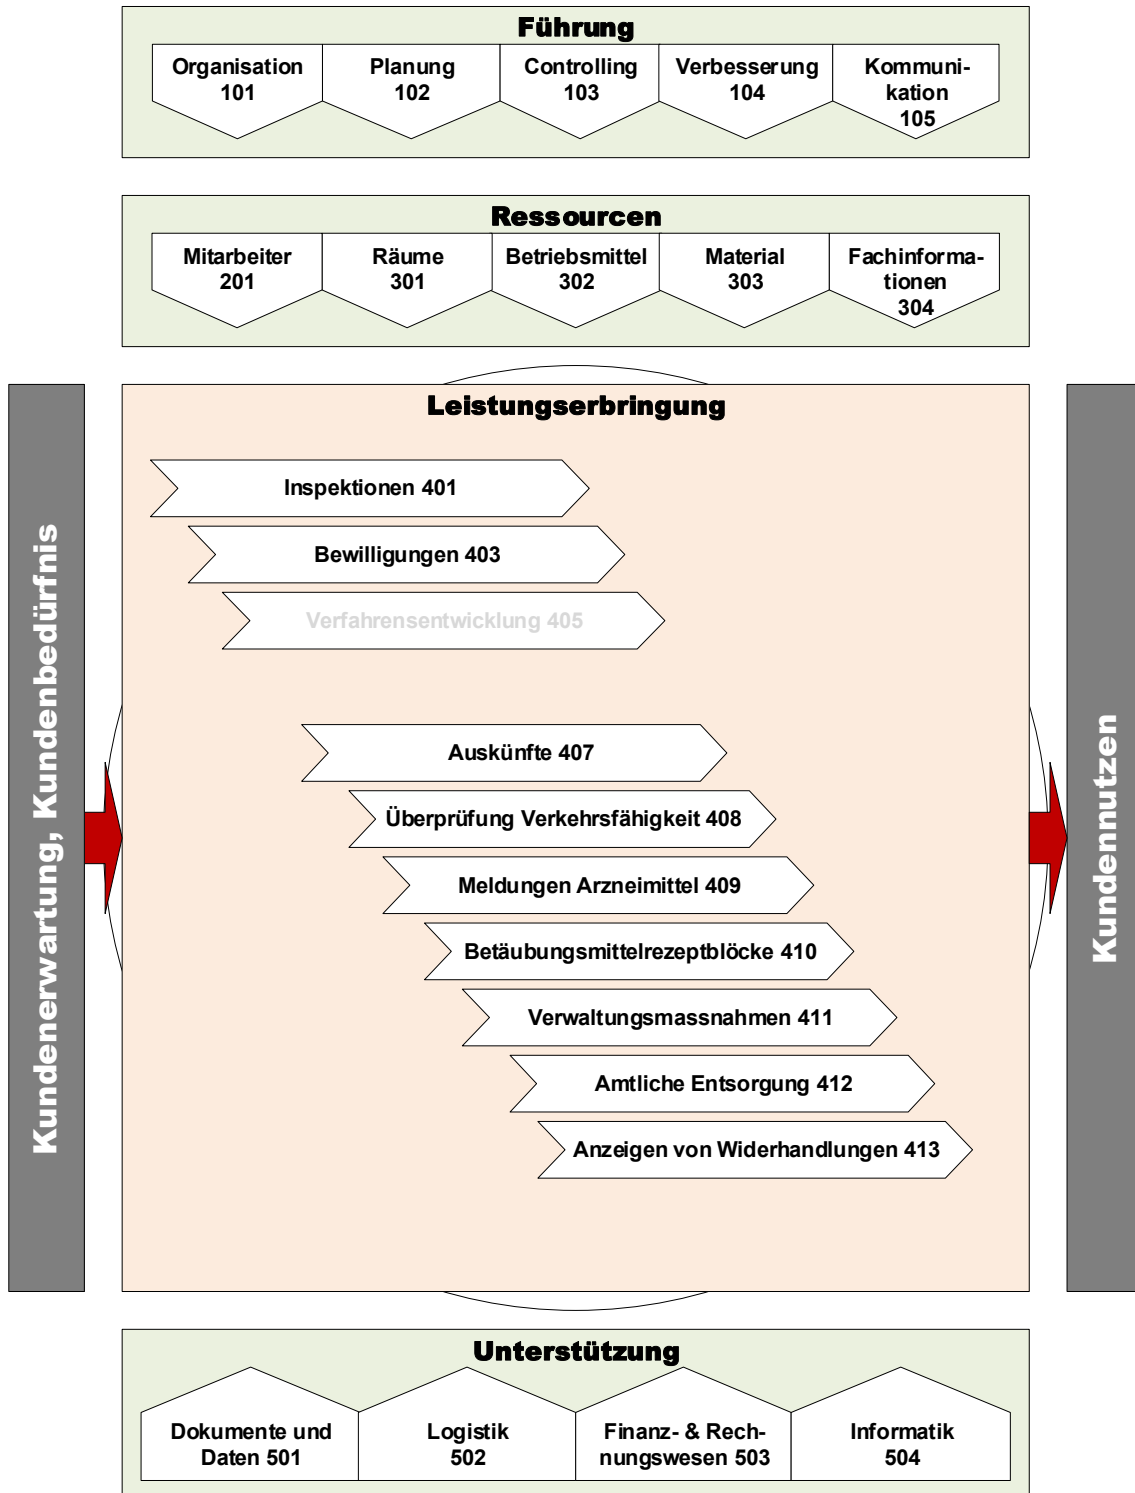 Führung
Organisation
101
Planung
102
Controlling
103
Verbesserung
104
Kommuni-
kation
105
Ressourcen
Mitarbeiter
201
Räume
301
Betriebsmittel
302
Material
303
Fachinforma-
tionen
304
Kundenerwartung, Kundenbedürfnis
Leistungserbringung
Inspektionen 401
Bewilligungen 403
Verfahrensentwicklung 405
Auskünfte 407
Überprüfung Verkehrsfähigkeit 408
Meldungen Arzneimittel 409
Betäubungsmittelrezeptblöcke 410
Verwaltungsmassnahmen 411
Amtliche Entsorgung 412
Anzeigen von Widerhandlungen 413
Kundennutzen
Unterstützung
Dokumente und
Daten 501
Logistik
502
Finanz- & Rech-
nungswesen 503
Informatik
504